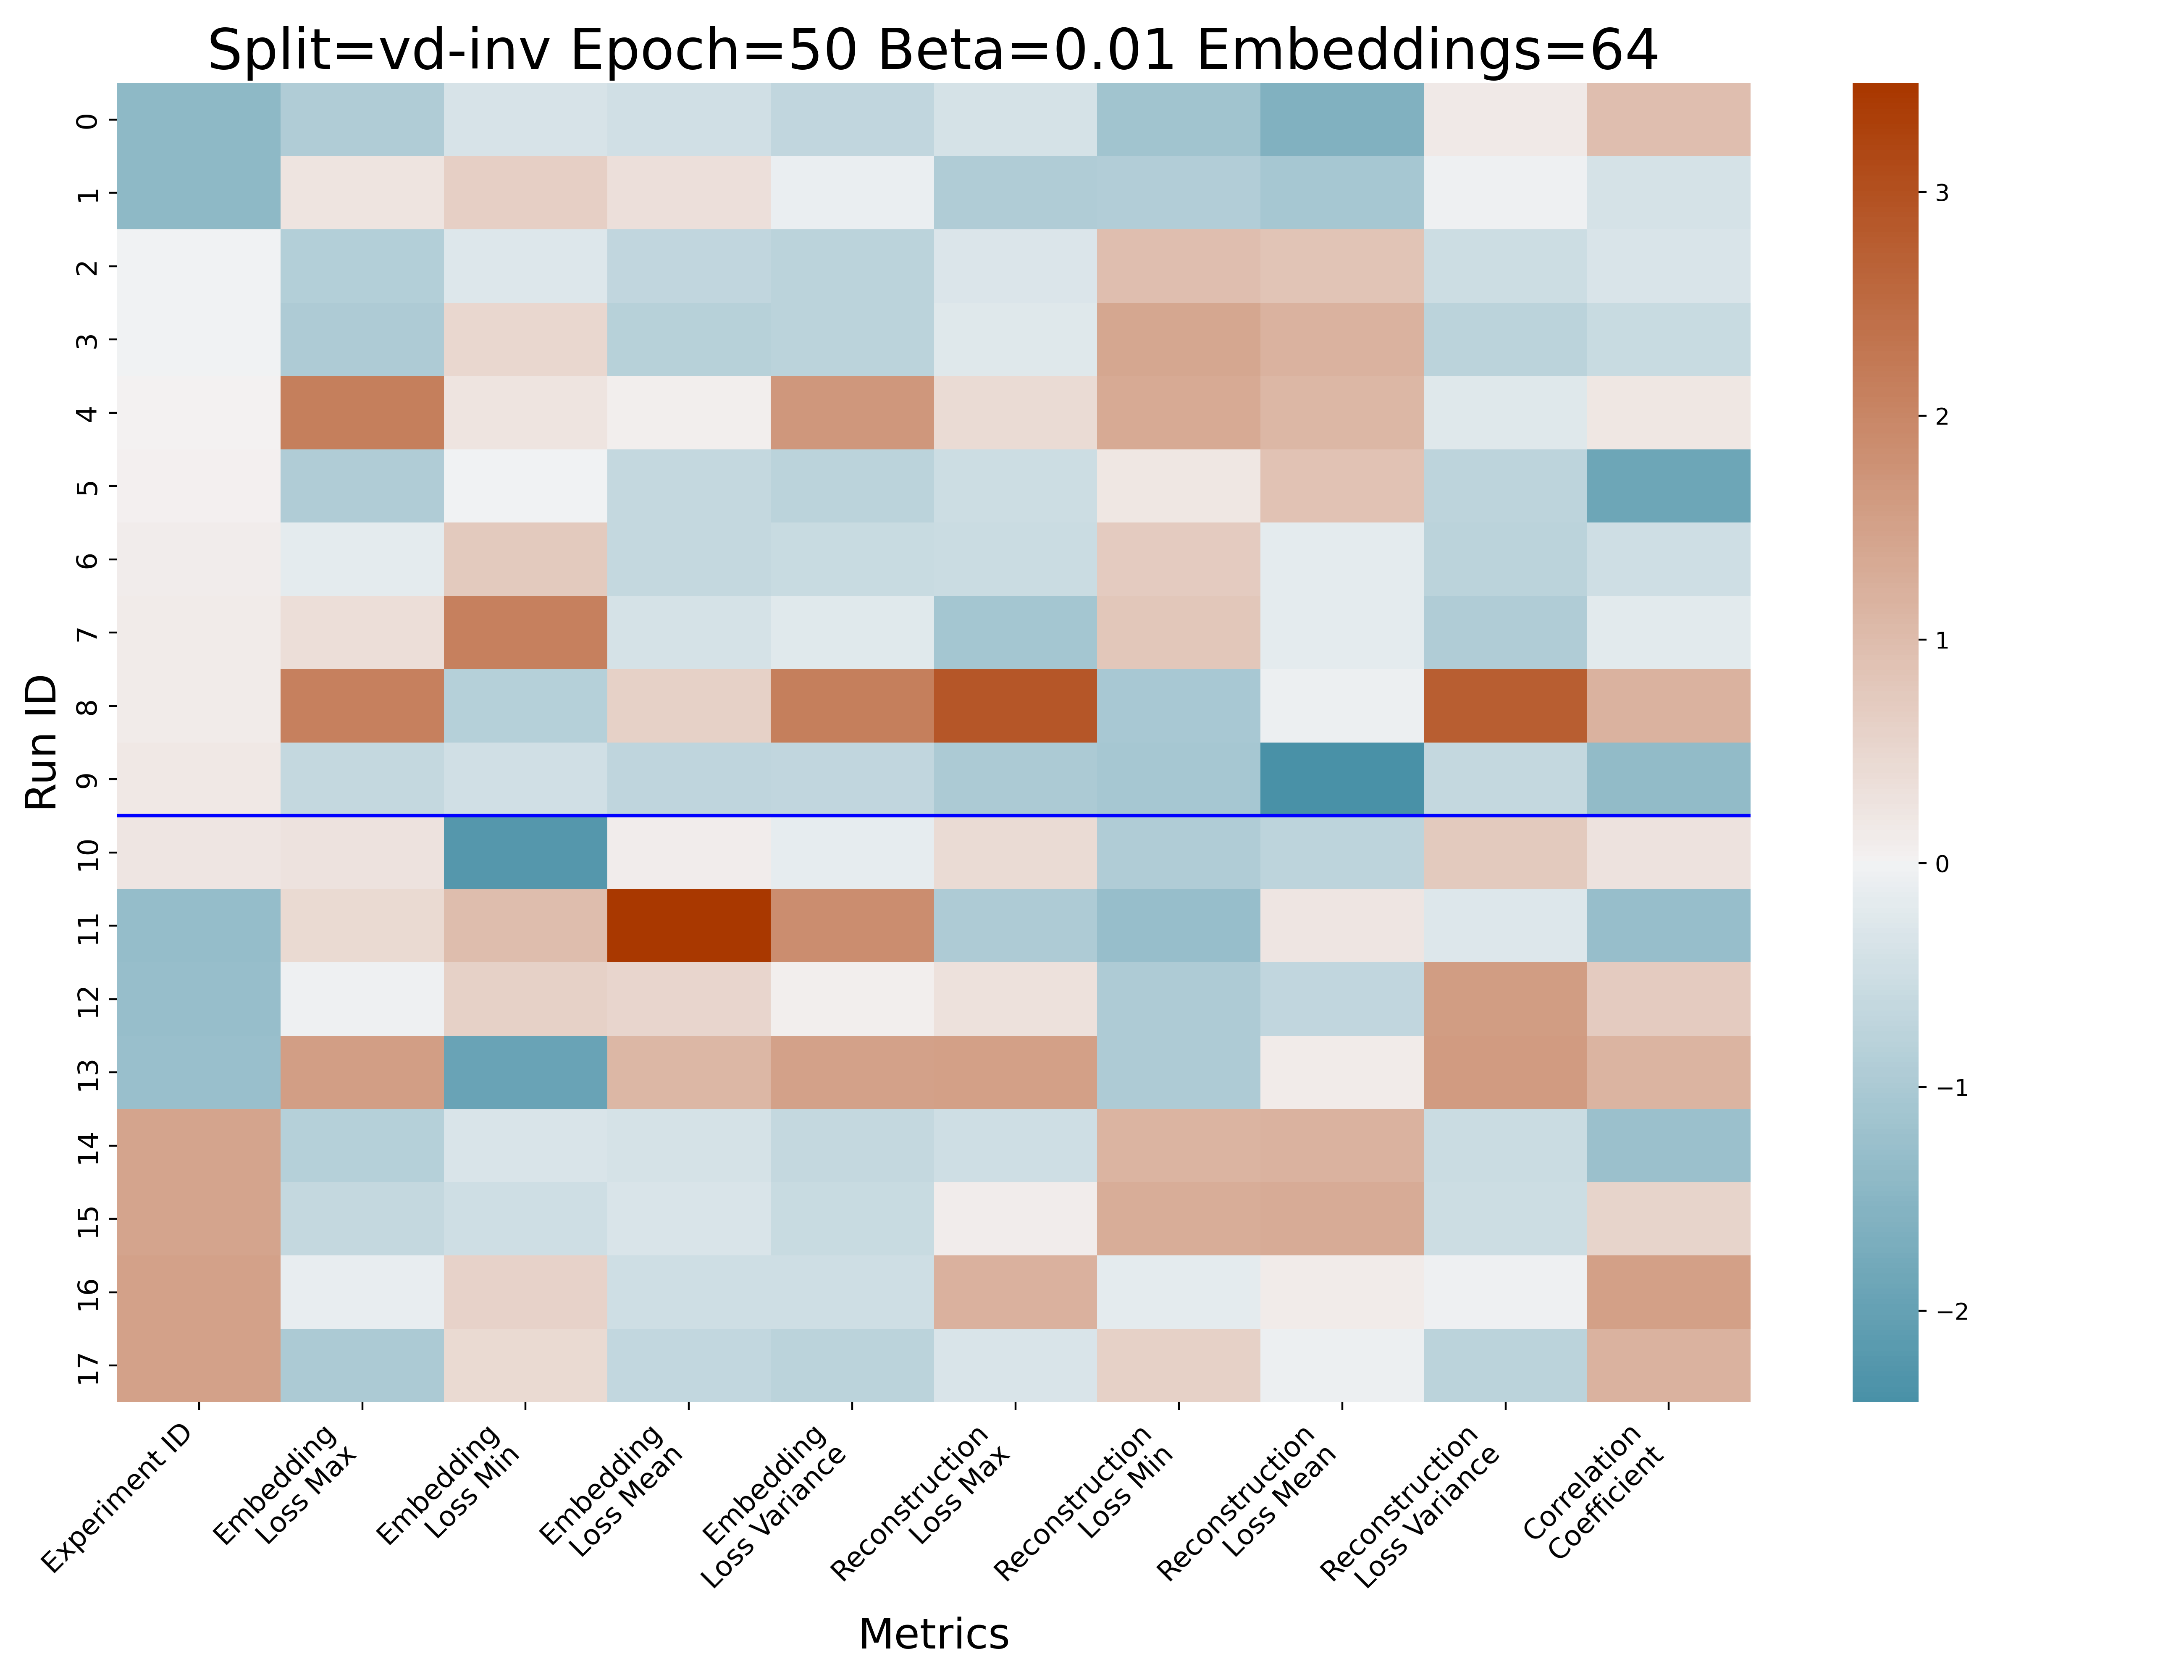 Split=vd-inv Epoch=50 Beta=0.01 Embeddings=64
Run ID
0
1
2
3
4
5
6
7
8
9
10
11
12
13
14
15
16
17
Experiment ID
Embedding
Loss Max
Embedding
Loss Min
Embedding
Loss Mean
Embedding
Loss Variance
Reconstruction
Loss Max
Reconstruction
Loss Min
Reconstruction
Loss Mean
Reconstruction
Loss Variance
Correlation
Coefficient
Metrics
3
2
1
0
−1
−2